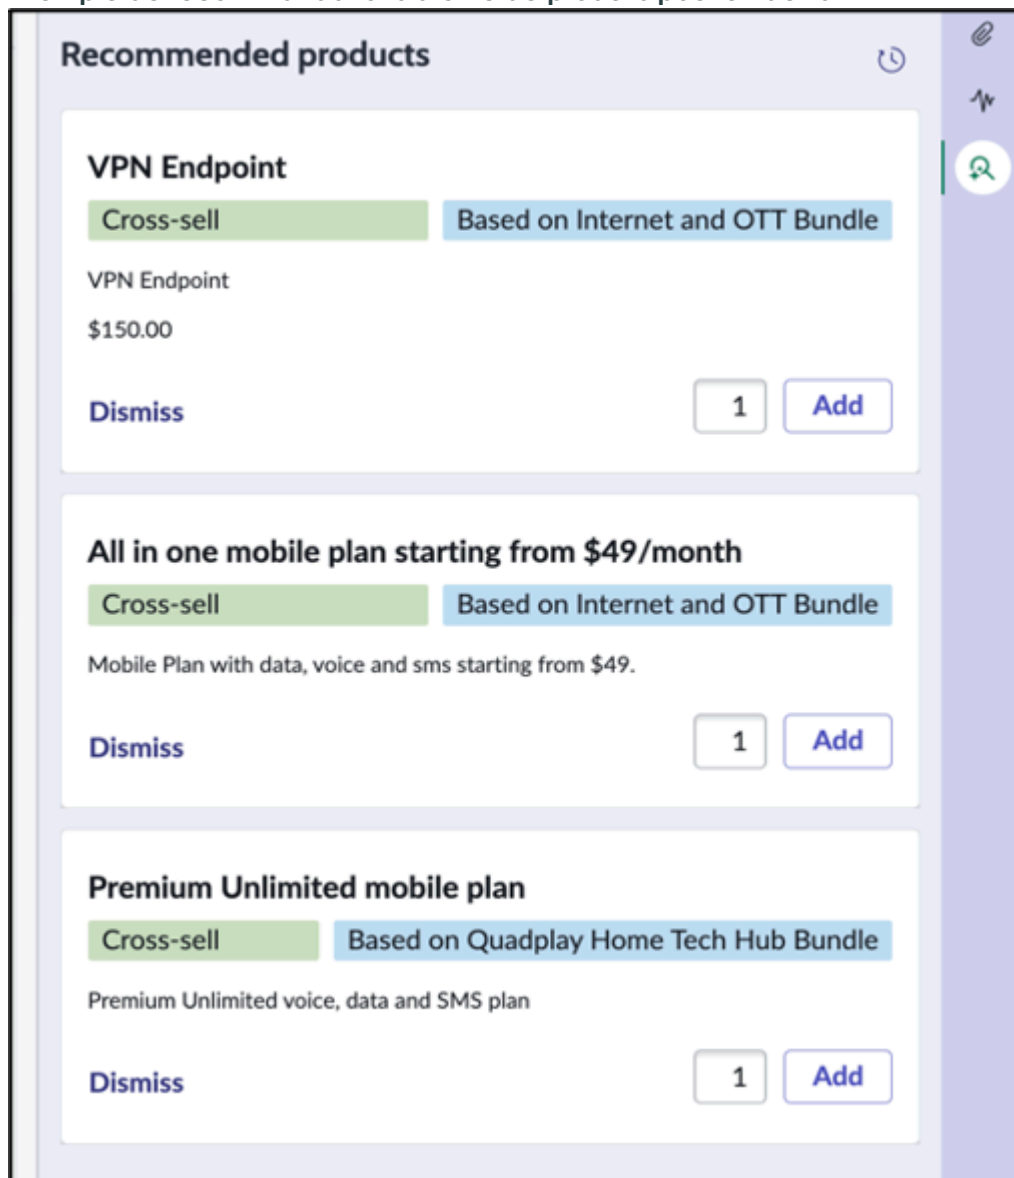 Recommended products
VPN Endpoint
Cross-sell
Based on Internet and OTT Bundle
VPN Endpoint
$150.00
Dismiss
1
Add
All in one mobile plan starting from $49/month
Cross-sell
Based on Internet and OTT Bundle
Mobile Plan with data, voice and sms starting from $49.
Dismiss
1
Add
Premium Unlimited mobile plan
Cross-sell
Based on Quadplay Home Tech Hub Bundle
Premium Unlimited voice, data and SMS plan
Dismiss
1
Add